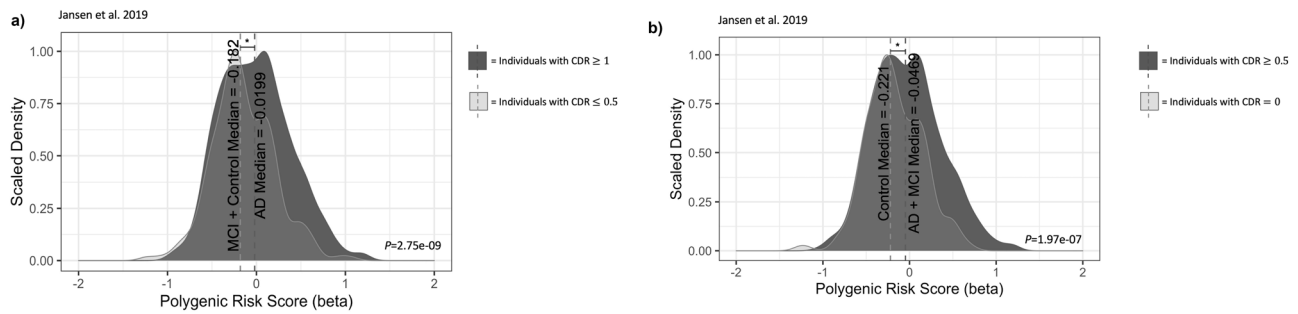 a)
Jansen et al. 2019
Scaled Density
1.00
0.75
0.50
0.25
0.00
MCI + Control Median = -0.182
AD Median = -0.0199
*
P=2.75e-09
-2
-1
0
1
2
Polygenic Risk Score (beta)
= Individuals with CDR ≥ 1
= Individuals with CDR ≤ 0.5
b)
Jansen et al. 2019
Scaled Density
1.00
0.75
0.50
0.25
0.00
Control Median = -0.221
AD + MCI Median = -0.0469
*
P=1.97e-07
-2
-1
0
1
2
Polygenic Risk Score (beta)
= Individuals with CDR ≥ 0.5
= Individuals with CDR = 0